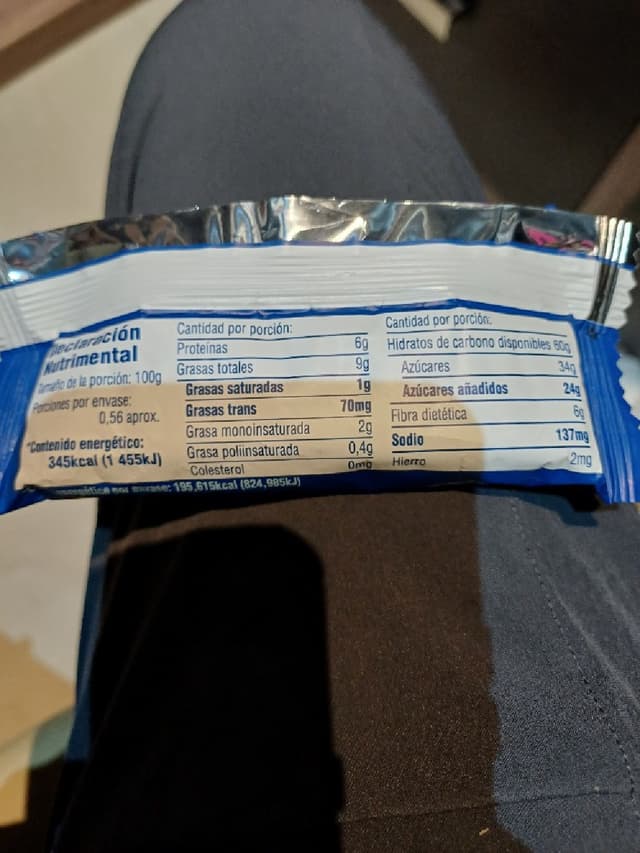 Declaración
Nutrimental
Tamaño de la porción: 100g
Porciones por envase:
0,56 aprox.
*Contenido energético:
345kcal (1 455kJ)
Cantidad por porción:
Proteínas 6g
Grasas totales 9g
Grasas saturadas 1g
Grasas trans 70mg
Grasa monoinsaturada 2g
Grasa poliinsaturada 0,4g
Colesterol 0mg
Cantidad por porción:
Hidratos de carbono disponibles 60g
Azúcares 34g
Azúcares añadidos 24g
Fibra dietética 6g
Sodio 137mg
Hierro 2mg
por envase: 195,615kcal (824,985kJ)